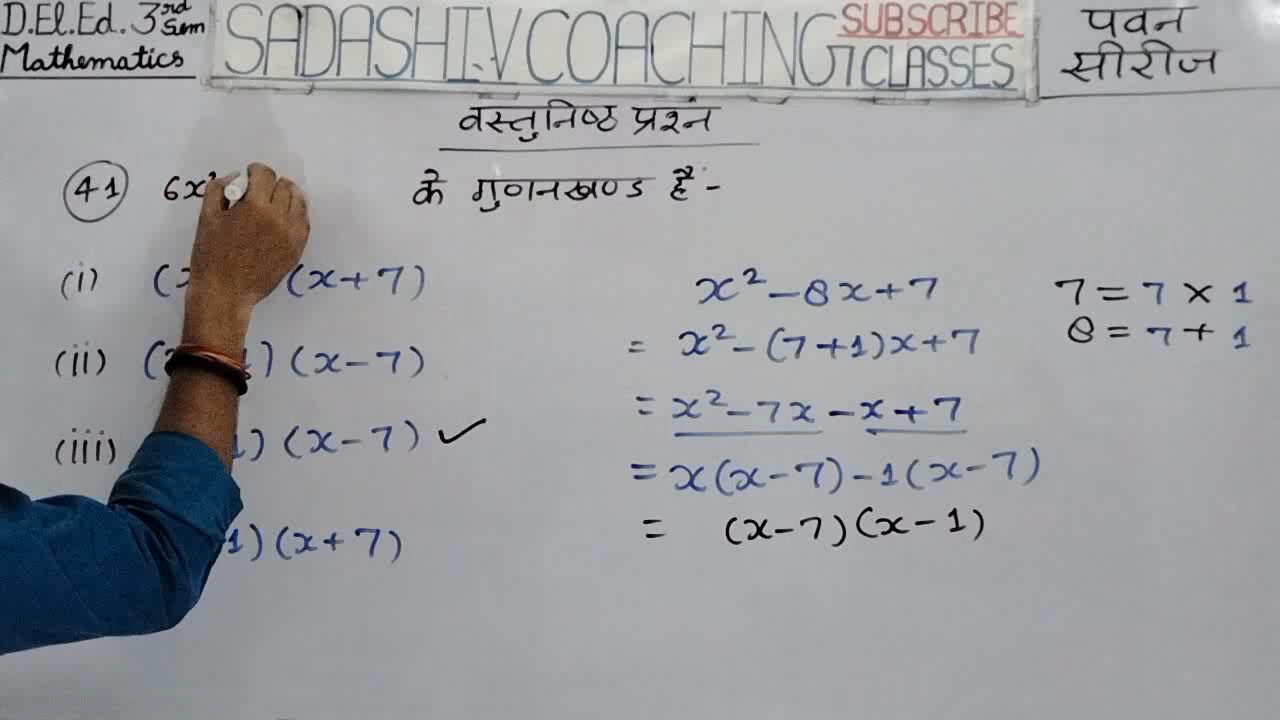 D.El.Ed. 3rd Sem
Mathematics
SADASHIV COACHING CLASSES
SUBSCRIBE
पवन
सीरीज
वस्तुनिष्ठ प्रश्न
41 6x² के गुणनखण्ड हैं-
(i) (x (x+7)
(ii) (x 1) (x-7)
(iii) 1) (x-7) ✓
1) (x+7)
x² - 8x + 7
= x² - (7+1)x + 7
= x² - 7x - x + 7
= x(x-7) - 1(x-7)
= (x-7)(x-1)
7 = 7 × 1
8 = 7 + 1